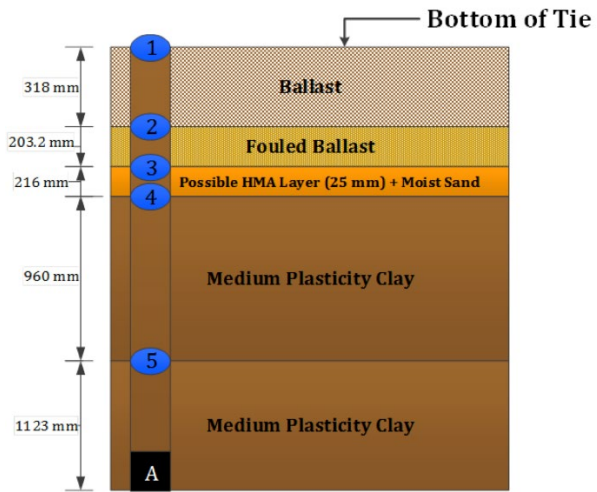 Bottom of Tie
1
318 mm
Ballast
2
203.2 mm
Fouled Ballast
3
216 mm
Possible HMA Layer (25 mm) + Moist Sand
4
960 mm
Medium Plasticity Clay
5
1123 mm
Medium Plasticity Clay
A